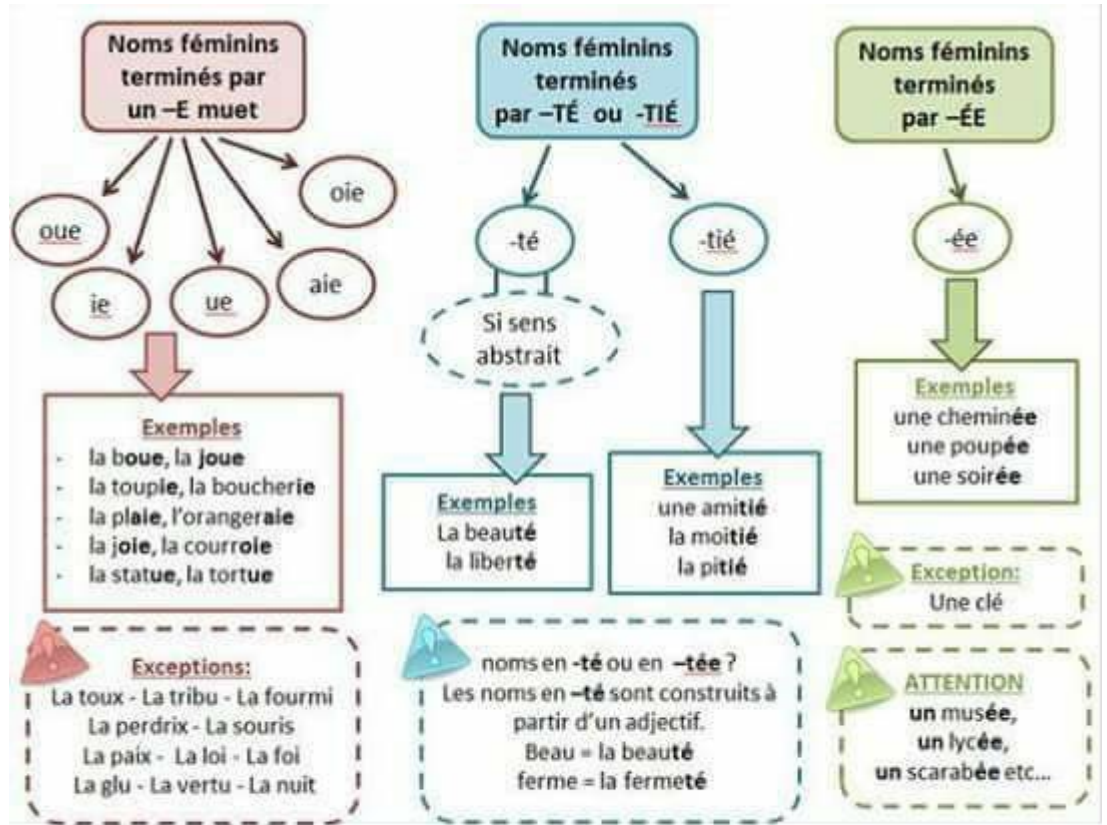 Noms féminins
terminés par
un –E muet
oue
ie
ue
aie
oie
Exemples
- la boue, la joue
- la toupie, la boucherie
- la plaie, l'orangeraie
- la joie, la courroie
- la statue, la tortue
Exceptions:
La toux - La tribu - La fourmi
La perdrix - La souris
La paix - La loi - La foi
La glu - La vertu - La nuit
Noms féminins
terminés
par –TÉ ou -TIÉ
-té
-tié
Si sens
abstrait
Exemples
La beauté
la liberté
Exemples
une amitié
la moitié
la pitié
noms en -té ou en –tée ?
Les noms en –té sont construits à
partir d'un adjectif.
Beau = la beauté
ferme = la fermeté
Noms féminins
terminés
par –ÉE
-ée
Exemples
une cheminée
une poupée
une soirée
Exception:
Une clé
ATTENTION
un musée,
un lycée,
un scarabée etc...